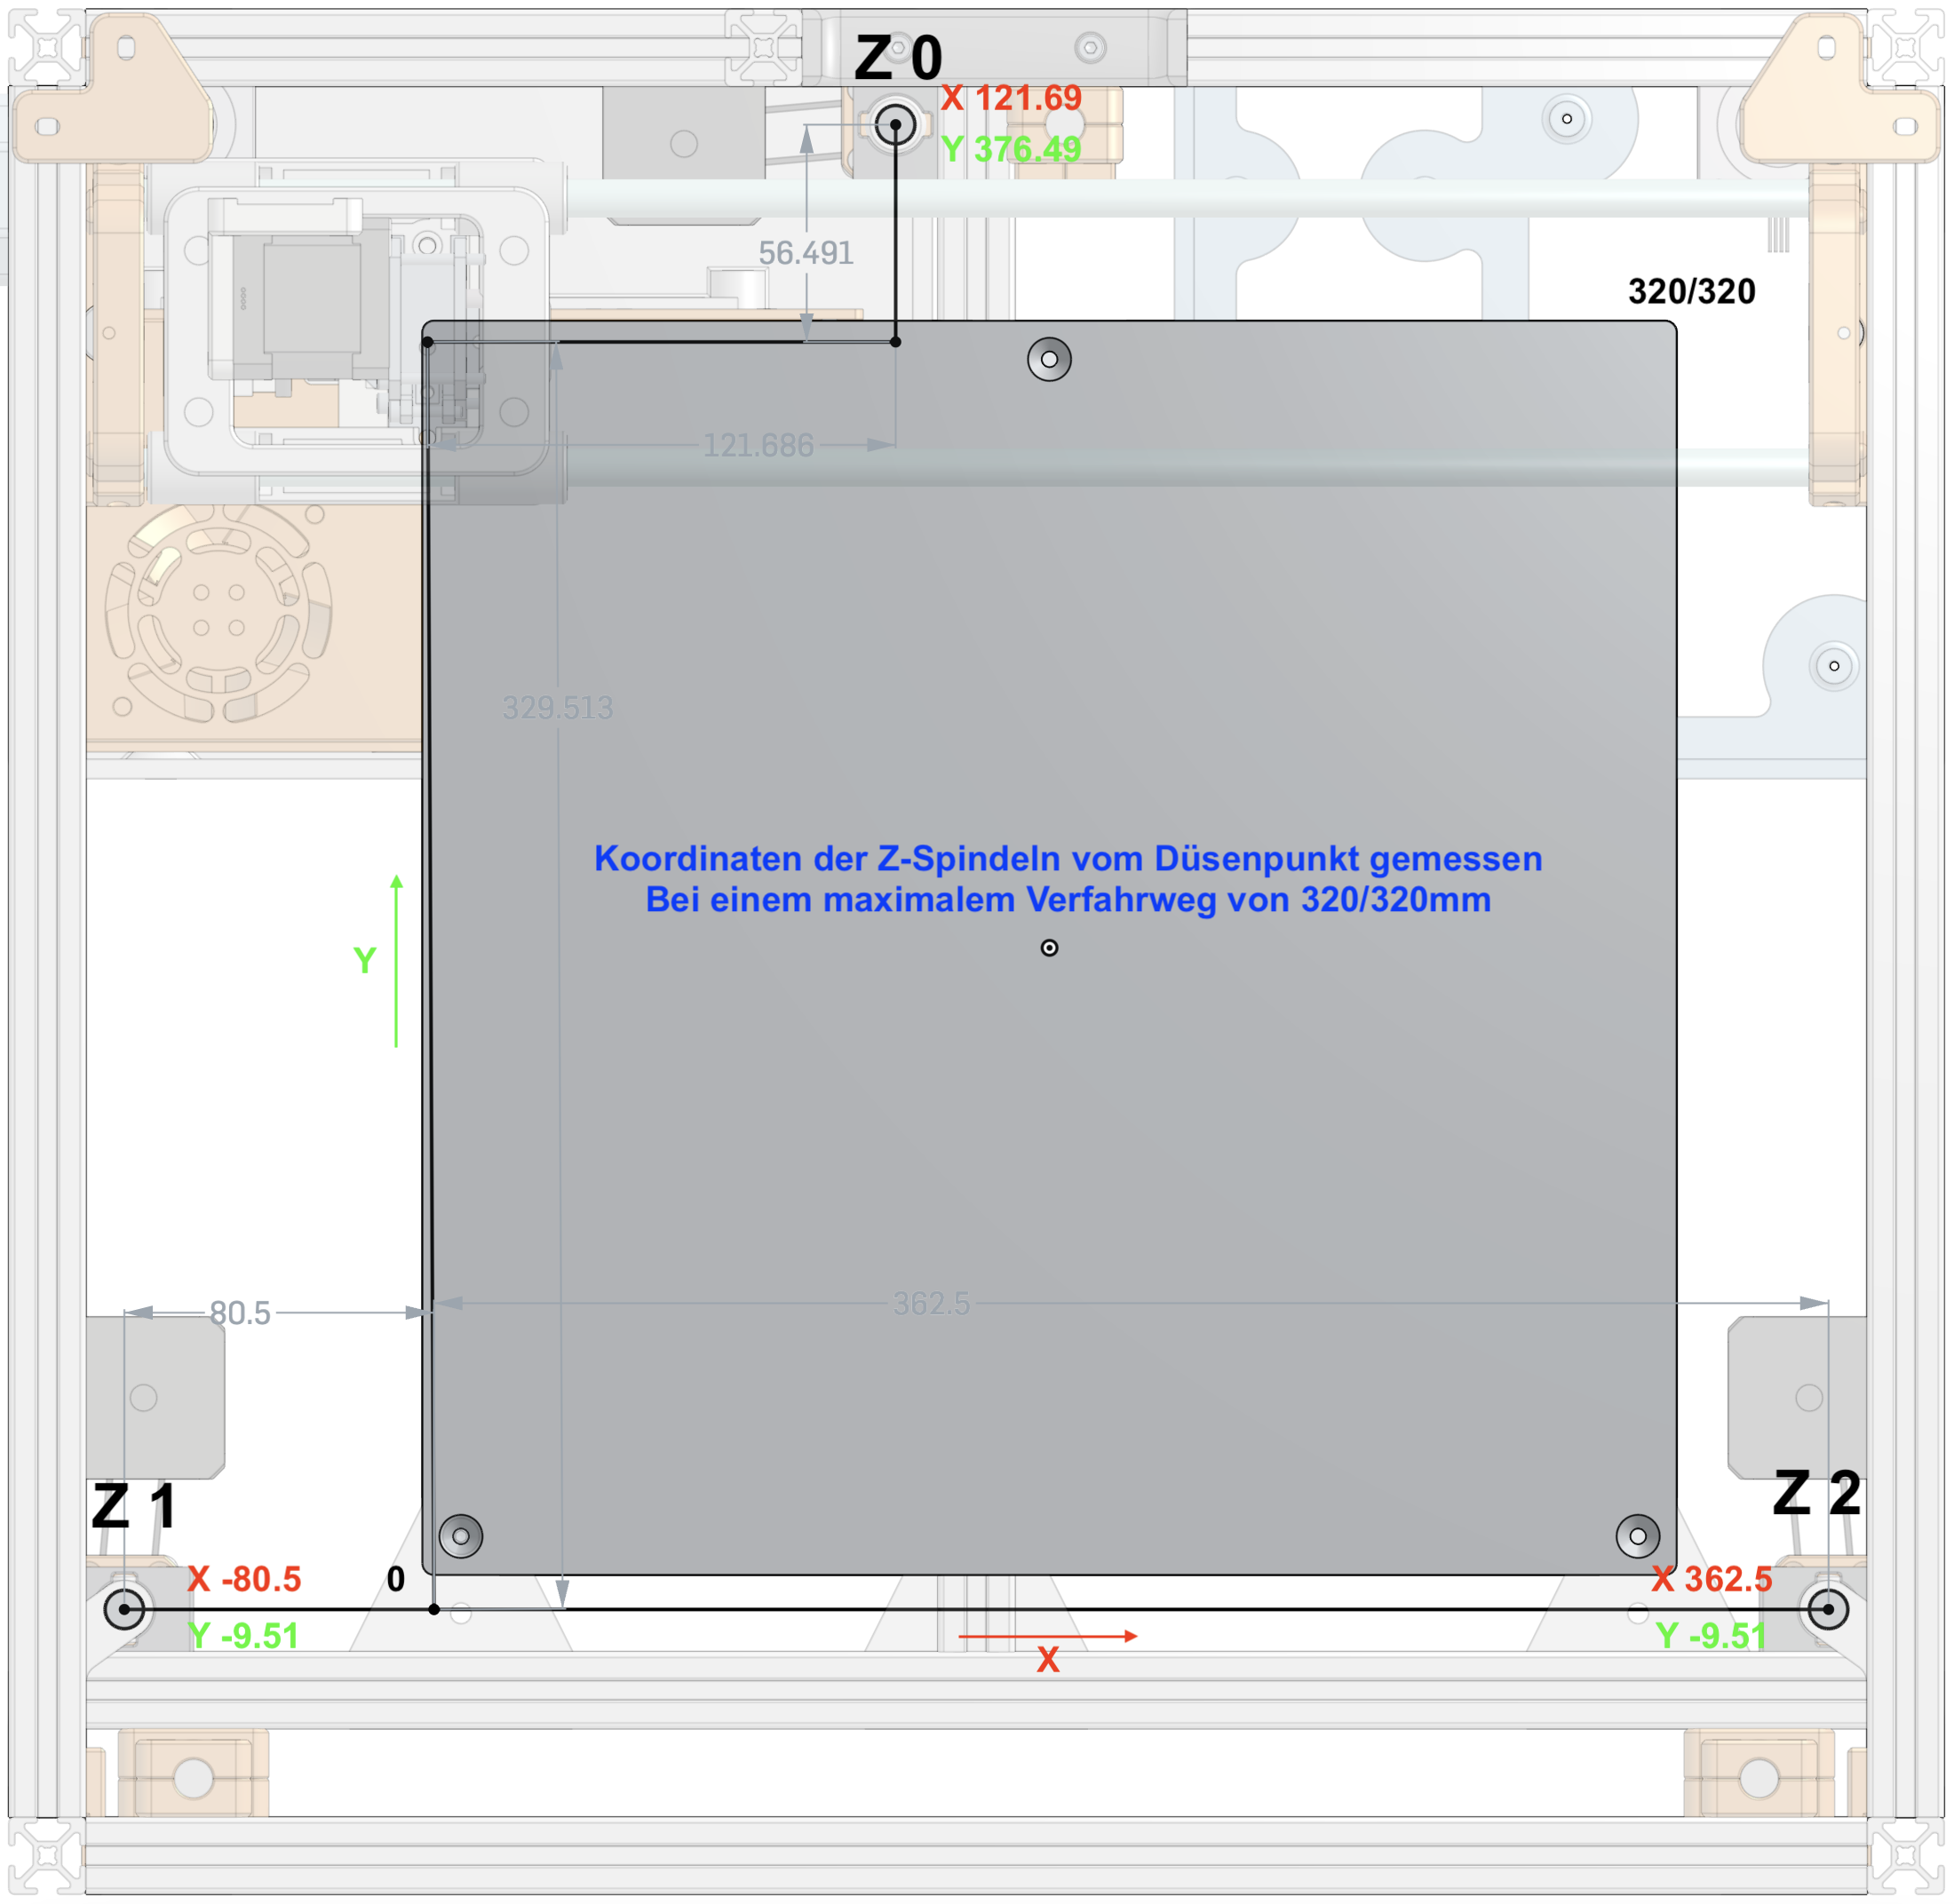 Z 0
X 121.69
Y 376.49
56.491
320/320
121.686
329.513
Koordinaten der Z-Spindeln vom Düsenpunkt gemessen
Bei einem maximalem Verfahrweg von 320/320mm
Y
80.5
362.5
Z 1
Z 2
X -80.5
0
X 362.5
Y -9.51
Y -9.51
X